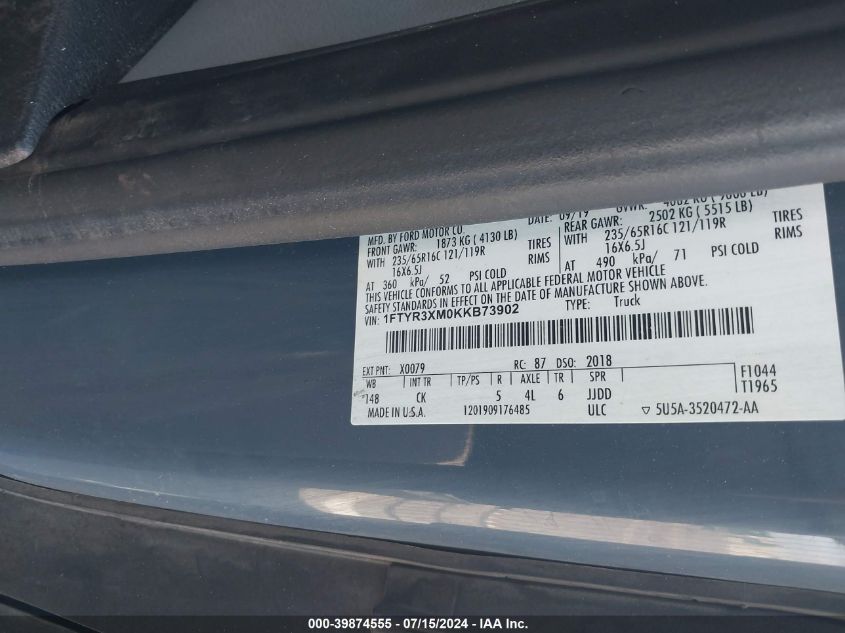 MFD. BY FORD MOTOR CO. DATE: 09/19 GVWR: 4082 KG ( 9000 LB)
FRONT GAWR: 1873 KG ( 4130 LB) REAR GAWR: 2502 KG ( 5515 LB)
WITH 235/65R16C 121/119R TIRES WITH 235/65R16C 121/119R TIRES
16X6.5J RIMS 16X6.5J RIMS
AT 360 kPa/ 52 PSI COLD AT 490 kPa/ 71 PSI COLD
THIS VEHICLE CONFORMS TO ALL APPLICABLE FEDERAL MOTOR VEHICLE
SAFETY STANDARDS IN EFFECT ON THE DATE OF MANUFACTURE SHOWN ABOVE.
VIN: 1FTYR3XM0KKB73902 TYPE: Truck
EXT PNT: X0079 RC: 87 DSO: 2018 F1044
WB INT TR TP/PS R AXLE TR SPR T1965
148 CK 5 4L 6 JJDD
MADE IN U.S.A. 1201909176485 ULC ▽ 5U5A-3520472-AA
000-39874555 - 07/15/2024 - IAA Inc.